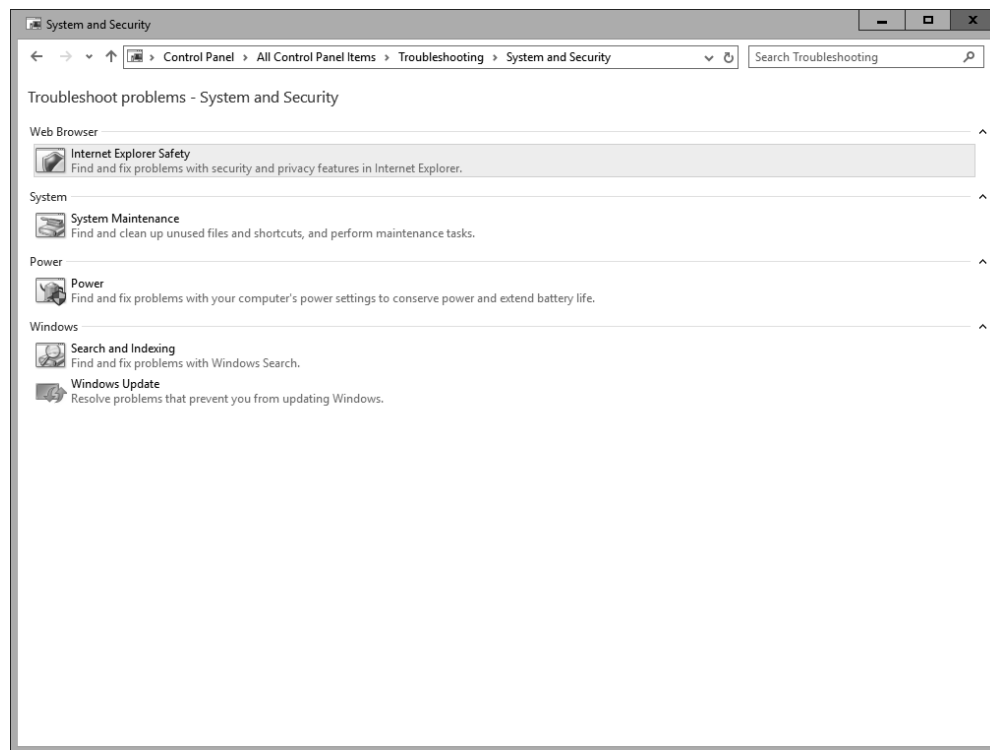 System and Security
Control Panel > All Control Panel Items > Troubleshooting > System and Security
Search Troubleshooting
Troubleshoot problems - System and Security
Web Browser
Internet Explorer Safety
Find and fix problems with security and privacy features in Internet Explorer.
System
System Maintenance
Find and clean up unused files and shortcuts, and perform maintenance tasks.
Power
Power
Find and fix problems with your computer's power settings to conserve power and extend battery life.
Windows
Search and Indexing
Find and fix problems with Windows Search.
Windows Update
Resolve problems that prevent you from updating Windows.